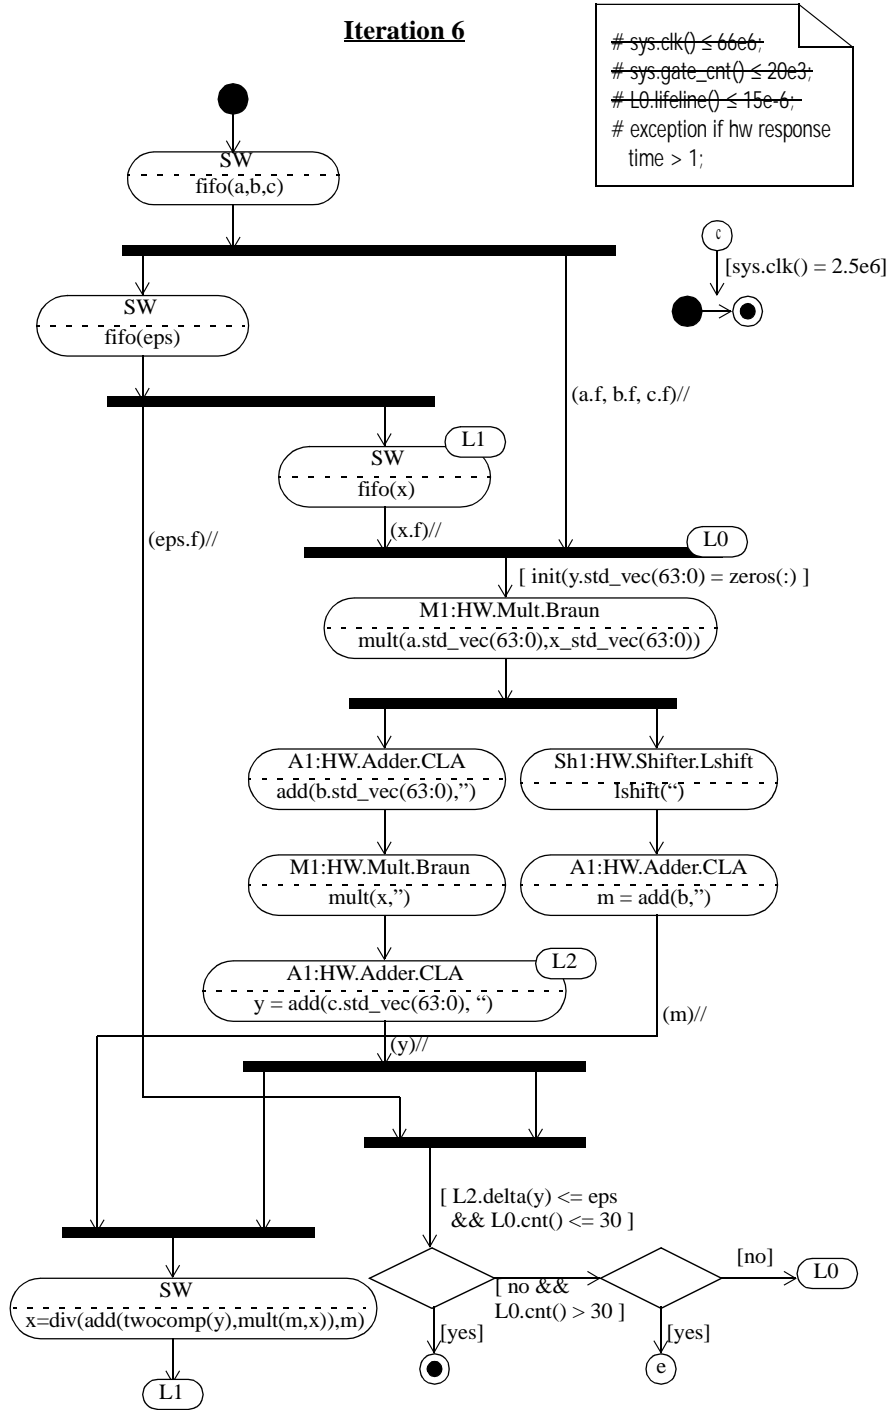 Iteration 6
# sys.clk() ≤ 66e6;
# sys.gate_cnt() ≤ 20e3;
# L0.lifeline() ≤ 15e-6;
# exception if hw response
time > 1;
SW
fifo(a,b,c)
c
[sys.clk() = 2.5e6]
SW
fifo(eps)
(a.f, b.f, c.f)//
L1
SW
fifo(x)
(eps.f)//
(x.f)//
L0
[ init(y.std_vec(63:0) = zeros(:) ]
M1:HW.Mult.Braun
mult(a.std_vec(63:0),x_std_vec(63:0))
A1:HW.Adder.CLA
add(b.std_vec(63:0),”)
Sh1:HW.Shifter.Lshift
lshift(“)
M1:HW.Mult.Braun
mult(x,”)
A1:HW.Adder.CLA
m = add(b,”)
L2
A1:HW.Adder.CLA
y = add(c.std_vec(63:0), “)
(m)//
(y)//
[ L2.delta(y) <= eps
&& L0.cnt() <= 30 ]
[no]
L0
[ no &&
L0.cnt() > 30 ]
SW
x=div(add(twocomp(y),mult(m,x)),m)
[yes]
[yes]
e
L1